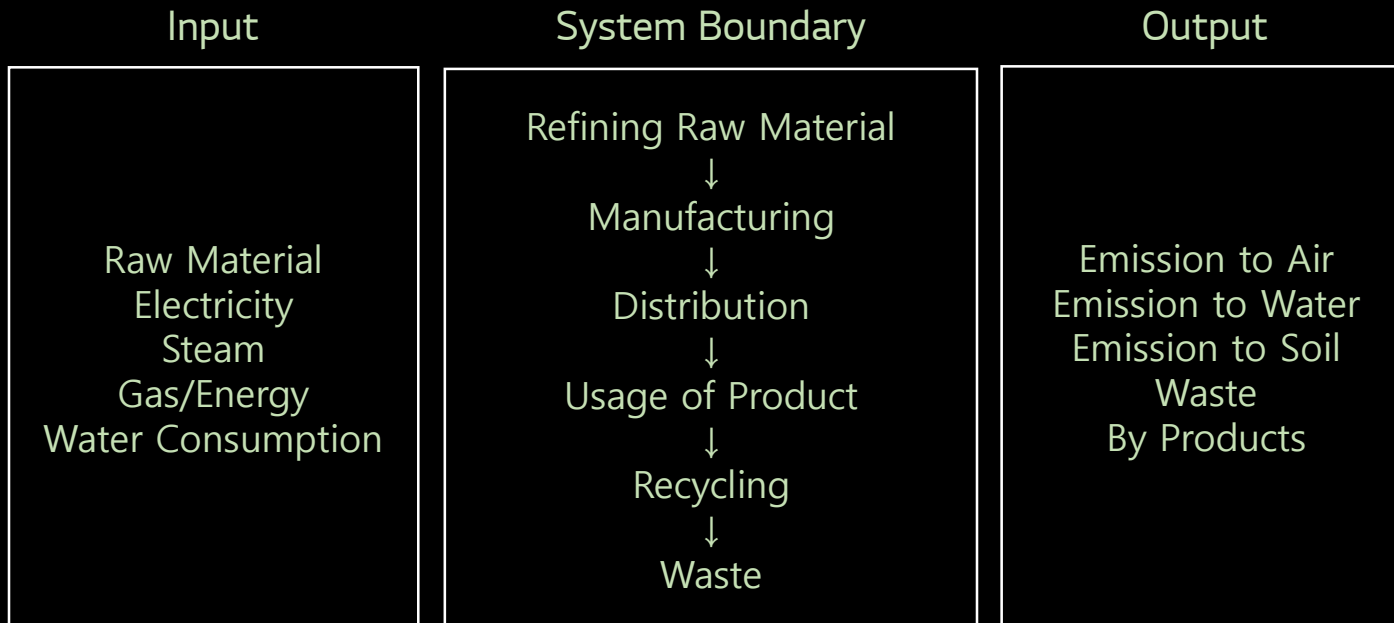 Input
Raw Material
Electricity
Steam
Gas/Energy
Water Consumption
System Boundary
Refining Raw Material
↓
Manufacturing
↓
Distribution
↓
Usage of Product
↓
Recycling
↓
Waste
Output
Emission to Air
Emission to Water
Emission to Soil
Waste
By Products